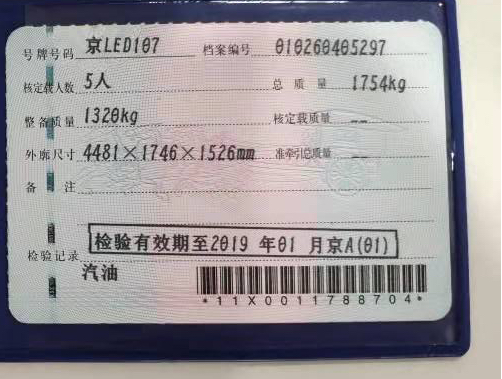 号牌号码 京LED107 档案编号 010260405297
核定载人数 5人 总质量 1754kg
整备质量 1320kg 核定载质量 --
外廓尺寸 4481×1746×1526mm 准牵引总质量 --
备注
检验记录 检验有效期至2019 年01 月京A(01)
汽油
*11X0011788704*